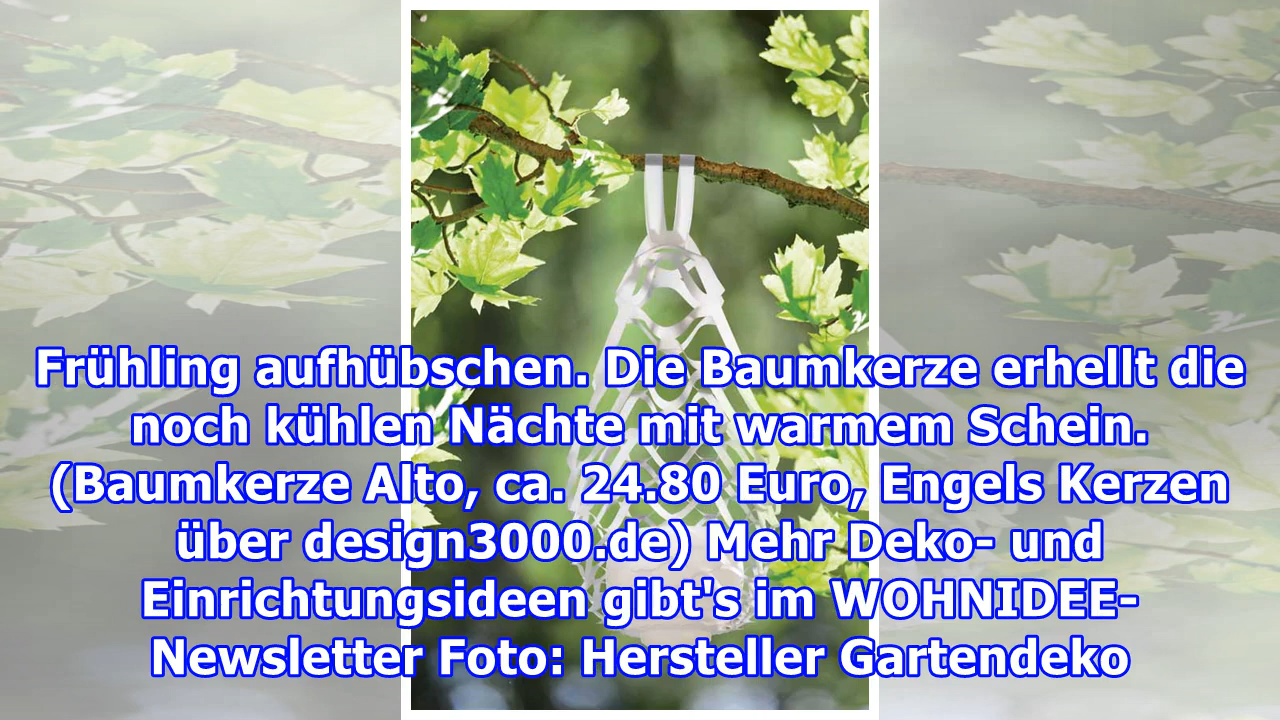 Frühling aufhübschen. Die Baumkerze erhellt die
noch kühlen Nächte mit warmem Schein.
(Baumkerze Alto, ca. 24.80 Euro, Engels Kerzen
über design3000.de) Mehr Deko- und
Einrichtungsideen gibt's im WOHNIDEE-
Newsletter Foto: Hersteller Gartendeko